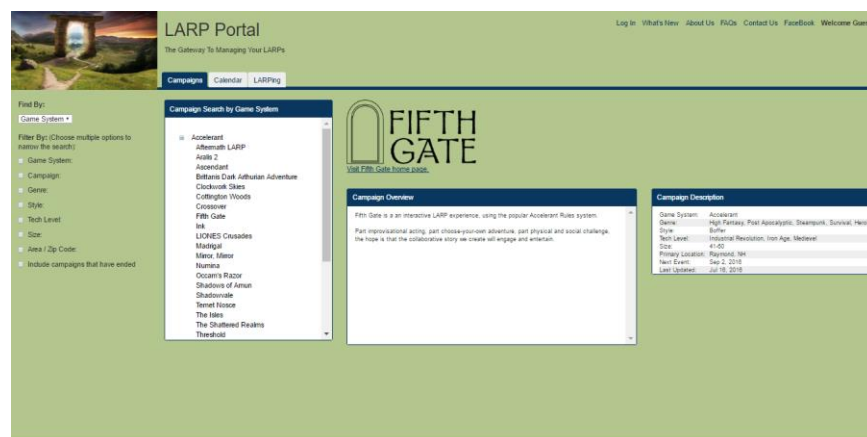 LARP Portal
The Gateway To Managing Your LARPs
Log In What's New About Us FAQs Contact Us FaceBook Welcome
Campaigns Calendar LARPing
Find By:
Game System
Filter By: (Choose multiple options to
narrow the search):
Game System:
Campaign:
Genre:
Style:
Tech Level:
Size:
Area / Zip Code:
Include campaigns that have ended
Campaign Search by Game System
Accelerant
Aftermath LARP
Aralis 2
Ascendant
Brittanis Dark Arthurian Adventure
Clockwork Skies
Cottington Woods
Crossover
Fifth Gate
Ink
LIONES Crusades
Madrigal
Mirror, Mirror
Numina
Occam's Razor
Shadows of Amun
Shadowvale
Temet Nosce
The Isles
The Shattered Realms
Threshold
FIFTH
GATE
Visit Fifth Gate home page.
Campaign Overview
Fifth Gate is a an interactive LARP experience, using the popular Accelerant Rules system.
Part improvisational acting, part choose-your-own adventure, part physical and social challenge,
the hope is that the collaborative story we create will engage and entertain.
Campaign Description
Game System: Accelerant
Genre: High Fantasy, Post Apocalyptic, Steampunk, Survival,
Style: Boffer
Tech Level: Industrial Revolution, Iron Age, Medieval
Size: 41-60
Primary Location: Raymond, NH
Next Event: Sep 2, 2016
Last Updated: Jul 18, 2016